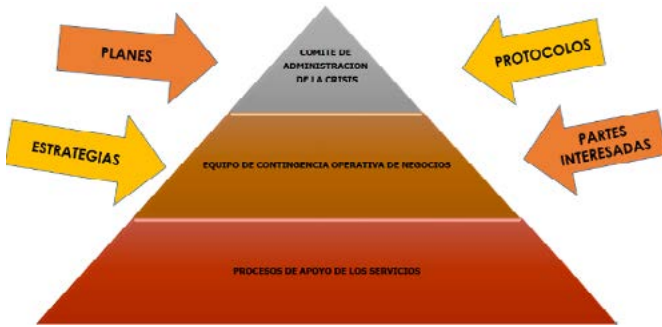 PLANES
COMITÉ DE
ADMINISTRACION
DE LA CRISIS
PROTOCOLOS
ESTRATEGIAS
EQUIPO DE CONTINGENCIA OPERATIVA DE NEGOCIOS
PARTES
INTERESADAS
PROCESOS DE APOYO DE LOS SERVICIOS